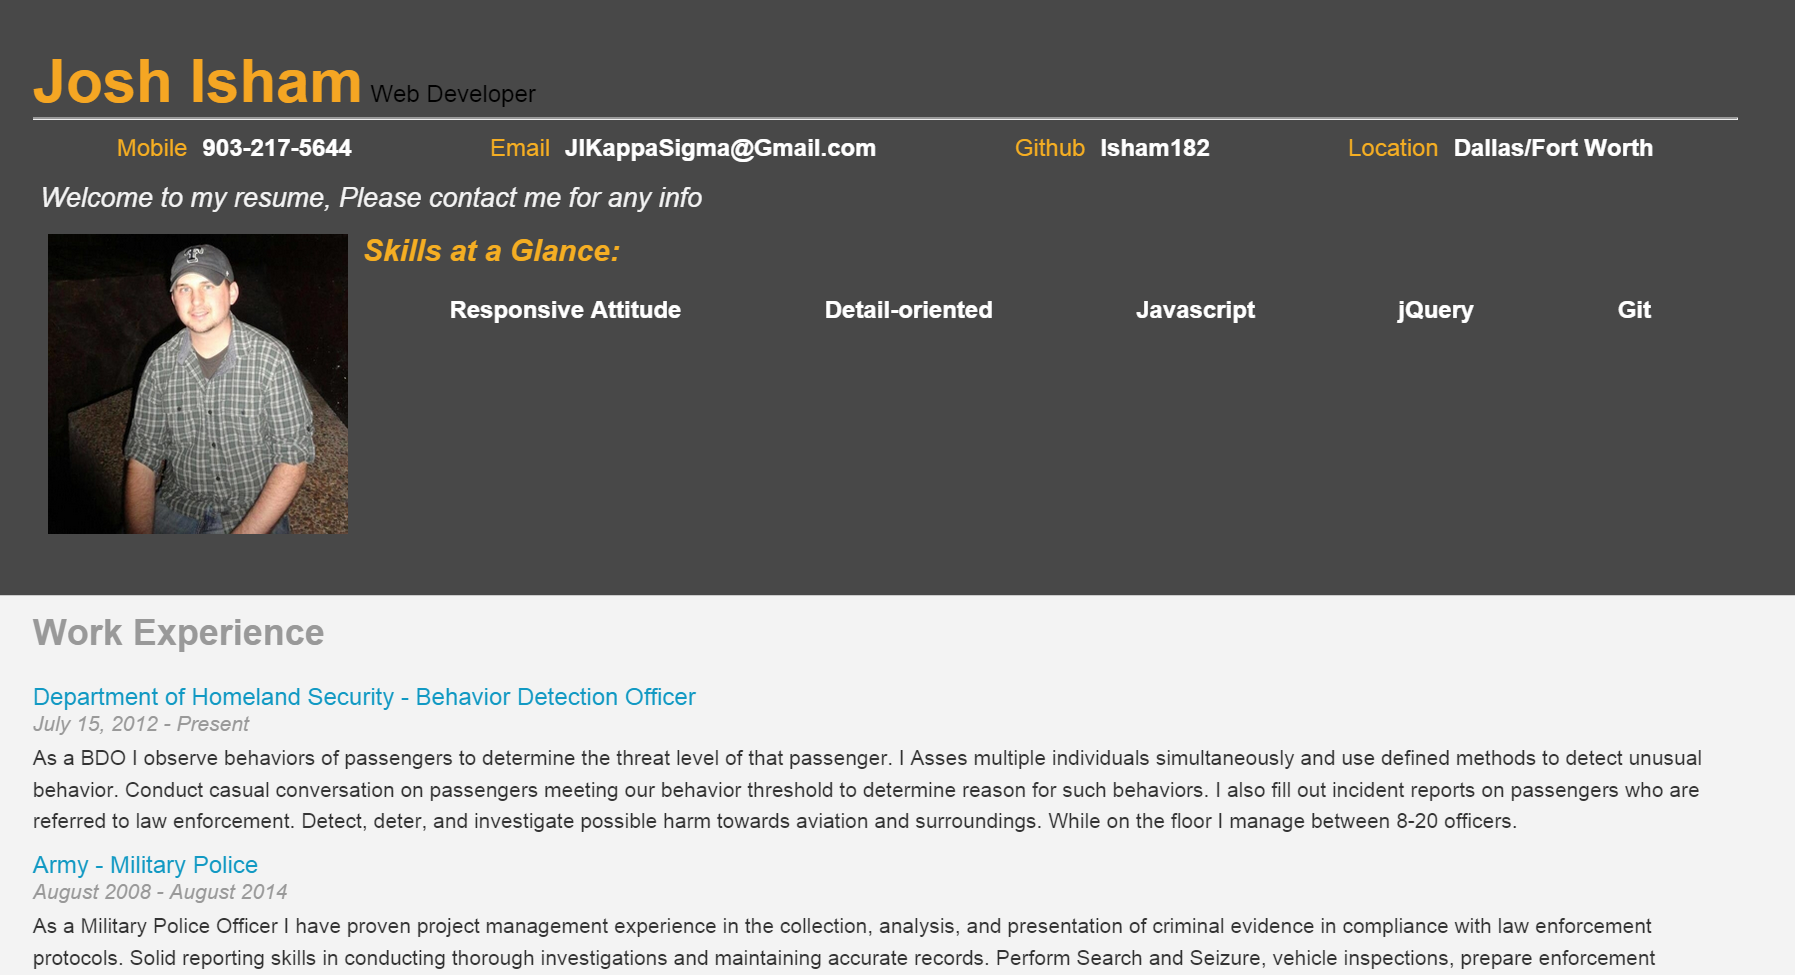 Josh Isham Web Developer
Mobile 903-217-5644 Email JIKappaSigma@Gmail.com Github Isham182 Location Dallas/Fort Worth
Welcome to my resume, Please contact me for any info
Skills at a Glance:
Responsive Attitude Detail-oriented Javascript jQuery Git
Work Experience
Department of Homeland Security - Behavior Detection Officer
July 15, 2012 - Present
As a BDO I observe behaviors of passengers to determine the threat level of that passenger. I Asses multiple individuals simultaneously and use defined methods to detect unusual
behavior. Conduct casual conversation on passengers meeting our behavior threshold to determine reason for such behaviors. I also fill out incident reports on passengers who are
referred to law enforcement. Detect, deter, and investigate possible harm towards aviation and surroundings. While on the floor I manage between 8-20 officers.
Army - Military Police
August 2008 - August 2014
As a Military Police Officer I have proven project management experience in the collection, analysis, and presentation of criminal evidence in compliance with law enforcement
protocols. Solid reporting skills in conducting thorough investigations and maintaining accurate records. Perform Search and Seizure, vehicle inspections, prepare enforcement